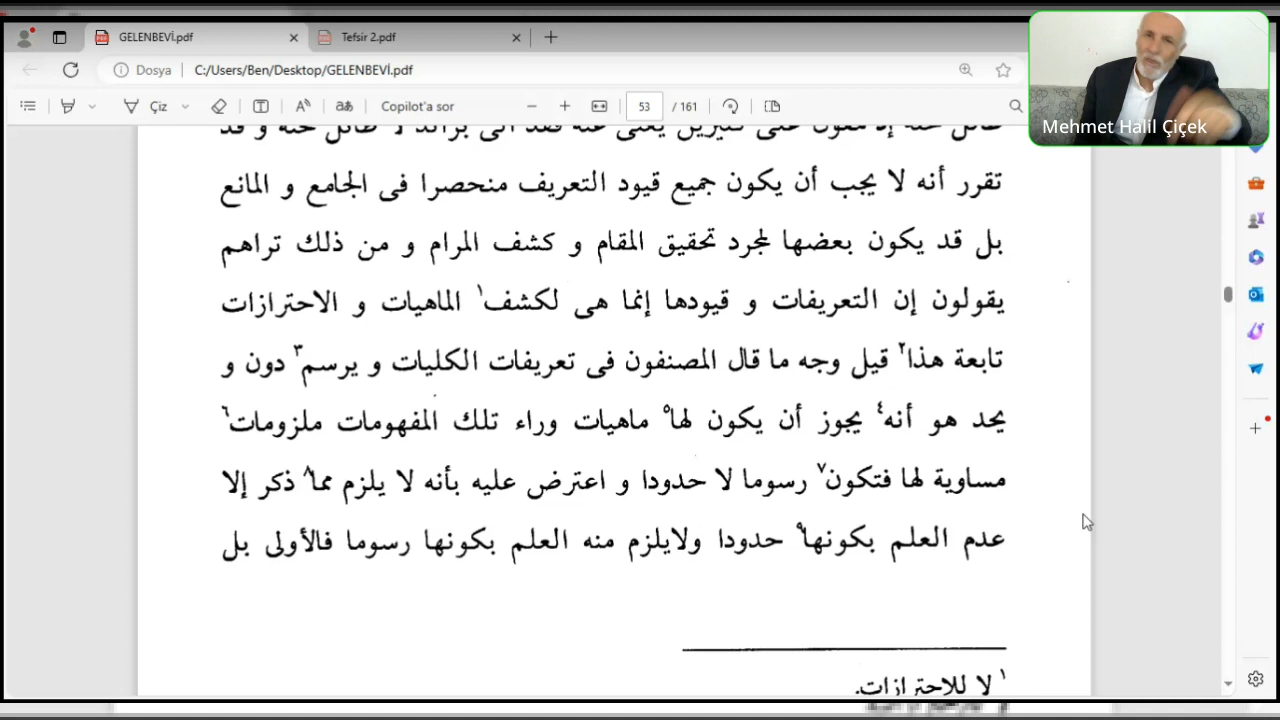 GELENBEVİ.pdf
Tefsir 2.pdf
Dosya
C:/Users/Ben/Desktop/GELENBEVİ.pdf
Çiz
Copilot'a sor
53 / 161
Mehmet Halil Çiçek
تقرر أنه لا يجب أن يكون جميع قيود التعريف منحصرا فى الجامع و المانع
بل قد يكون بعضها لمجرد تحقيق المقام و كشف المرام و من ذلك تراهم
يقولون إن التعريفات و قيودها إنما هى لكشف١ الماهيات و الاحترازات
تابعة هذا٢ قيل وجه ما قال المصنفون فى تعريفات الكليات و يرسم٣ دون و
يحد هو أنه٤ يجوز أن يكون لها٥ ماهيات وراء تلك المفهومات ملزومات٦
مساوية لها فتكون٧ رسوما لا حدودا و اعترض عليه بأنه لا يلزم مما٨ ذكر إلا
عدم العلم بكونها٩ حدودا ولايلزم منه العلم بكونها رسوما فالأولى بل
١ لا للاحترازات.